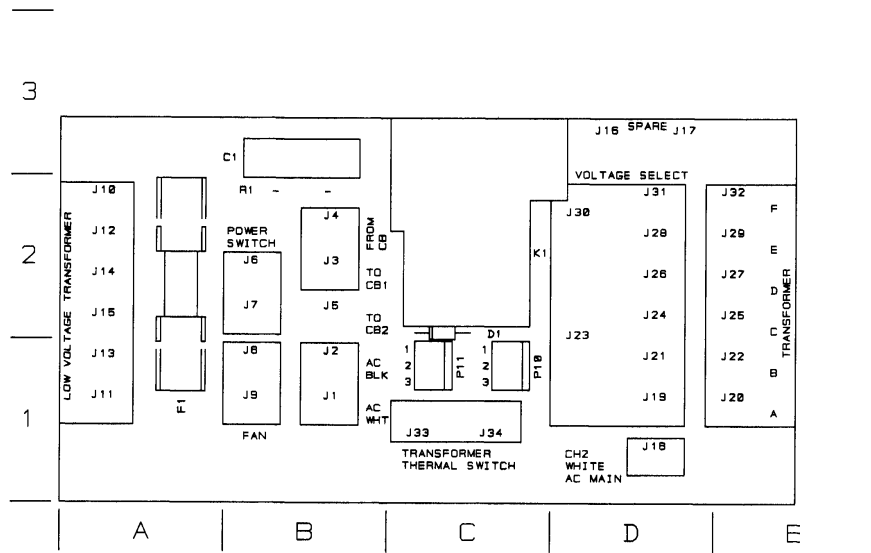 3
J16 SPARE J17
C1
R1 - -
VOLTAGE SELECT
J10
J4
J31
J32
J30
F
LOW VOLTAGE TRANSFORMER
J12
POWER
SWITCH
FROM
CB
J28
J29
2
J6
J3
K1
E
J14
TO
CB1
J26
J27
D
TRANSFORMER
J7
J5
J15
TO
CB2
J24
J25
D1
J23
C
J13
J8
J2
AC
BLK
1
2
3
P11
1
2
3
P10
J21
J22
B
J11
F1
J9
J1
AC
WHT
J19
J20
A
1
FAN
J33
J34
TRANSFORMER
THERMAL SWITCH
CH2
WHITE
AC MAIN
J18
A
B
C
D
E